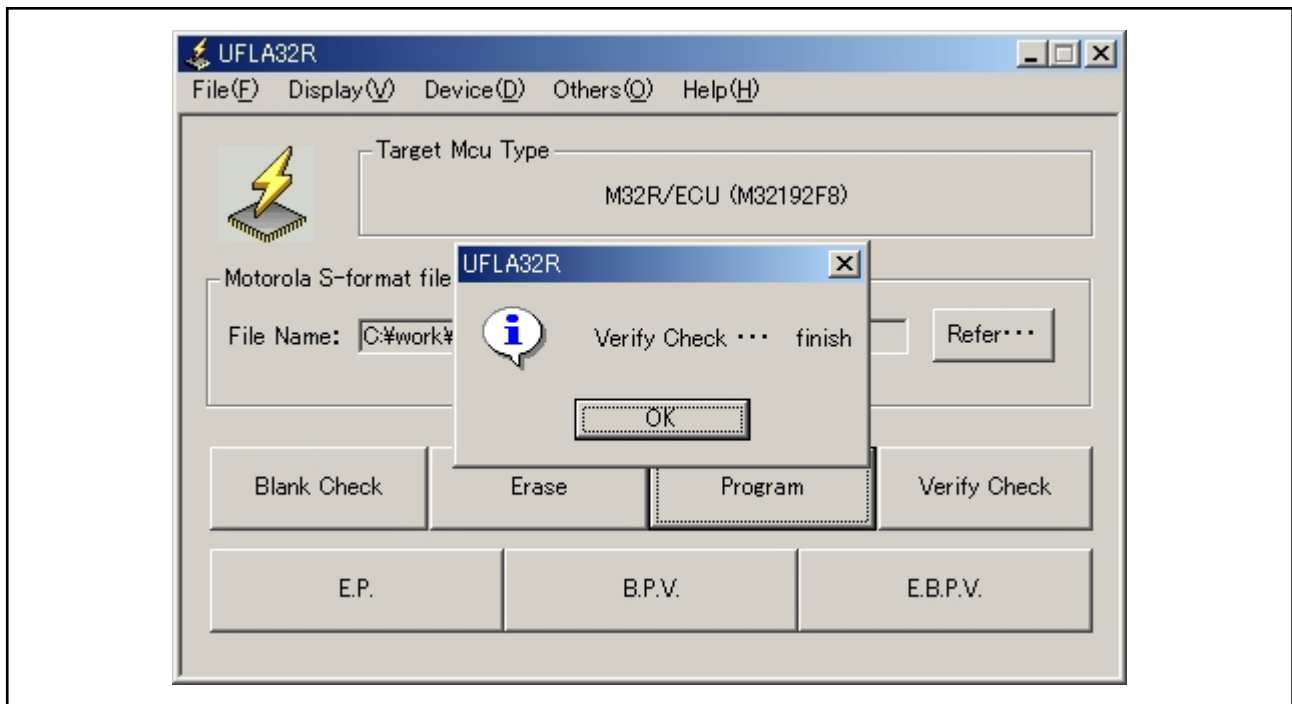 UFLA32R
File(F) Display(V) Device(D) Others(O) Help(H)
Target Mcu Type
M32R/ECU (M32192F8)
Motorola S-format file
File Name: C:¥work¥
Refer･･･
UFLA32R
Verify Check ･･･ finish
OK
Blank Check
Erase
Program
Verify Check
E.P.
B.P.V.
E.B.P.V.